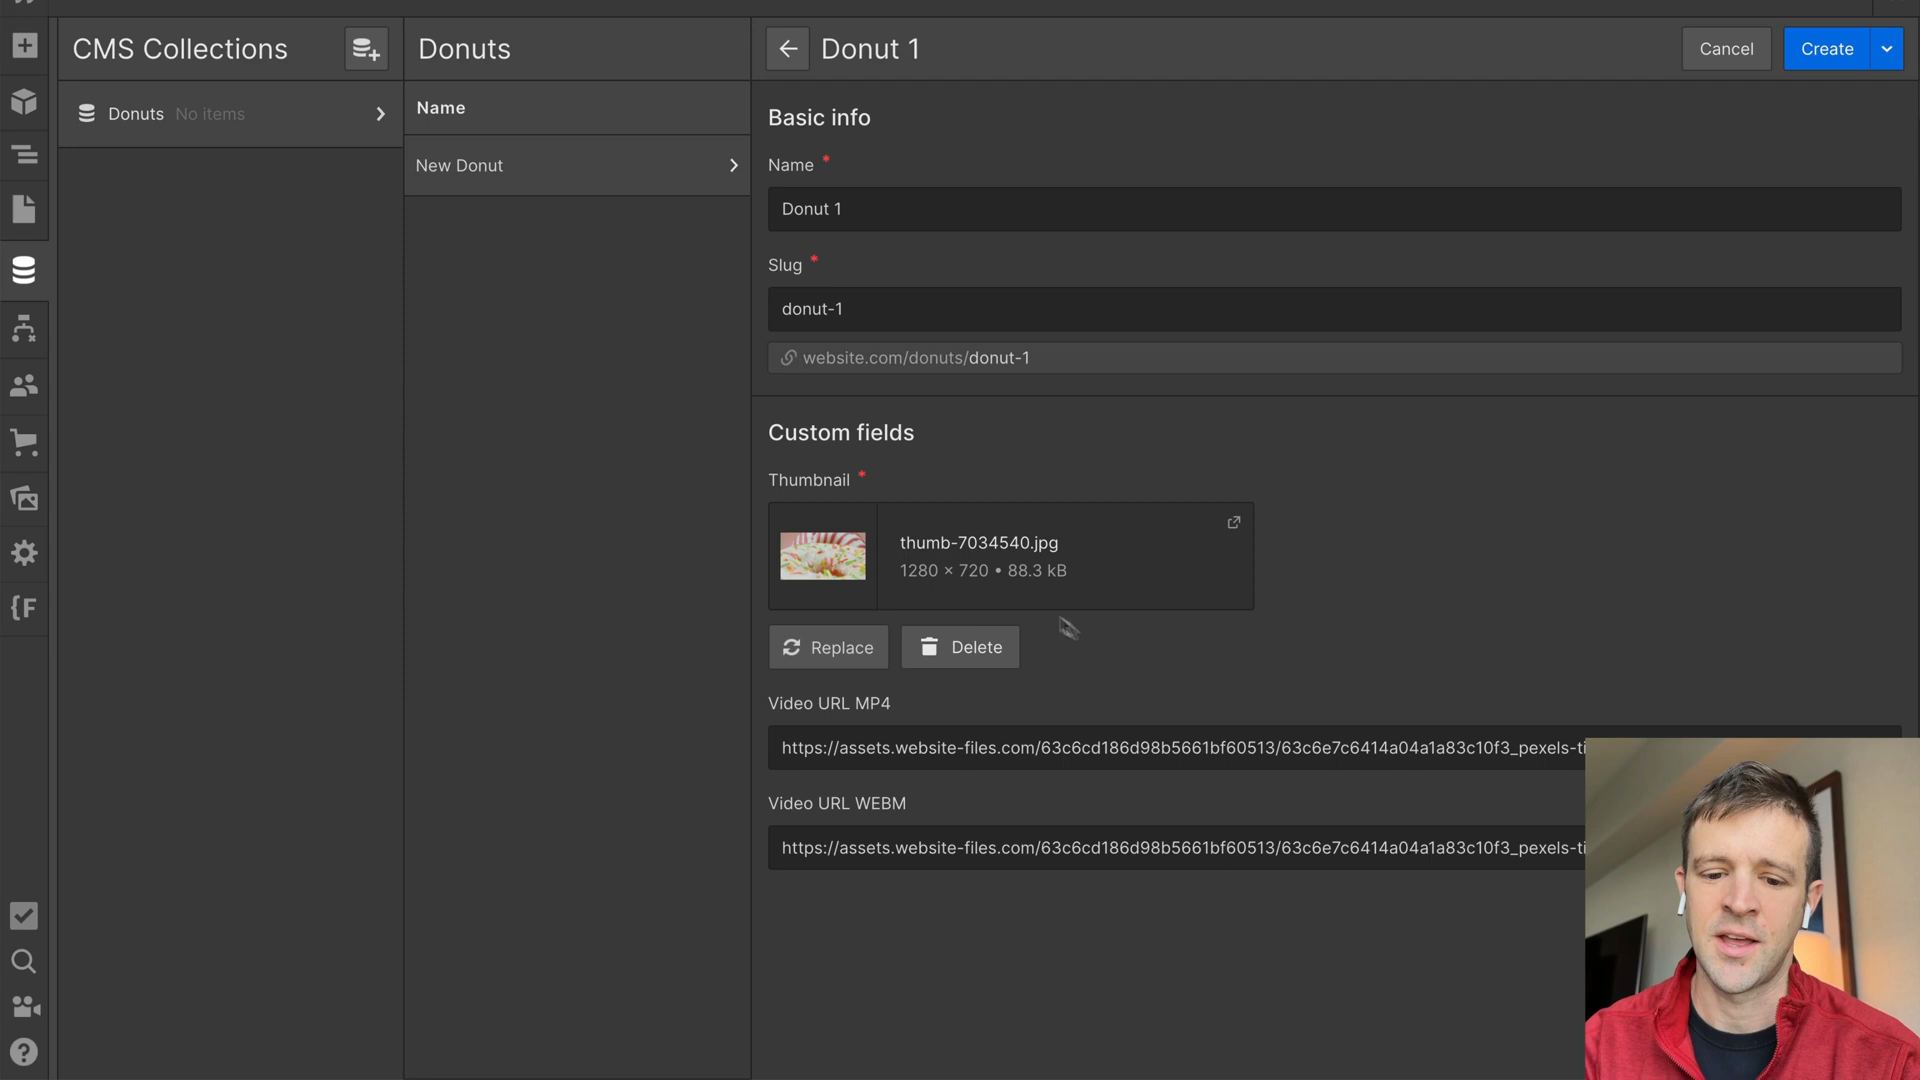 CMS Collections
Donuts
Donut 1
Cancel
Create
Donuts No items
Name
New Donut
Basic info
Name *
Donut 1
Slug *
donut-1
website.com/donuts/donut-1
Custom fields
Thumbnail *
thumb-7034540.jpg
1280 × 720 • 88.3 kB
Replace
Delete
Video URL MP4
https://assets.website-files.com/63c6cd186d98b5661bf60513/63c6e7c6414a04a1a83c10f3_pexels-ti
Video URL WEBM
https://assets.website-files.com/63c6cd186d98b5661bf60513/63c6e7c6414a04a1a83c10f3_pexels-ti
{F